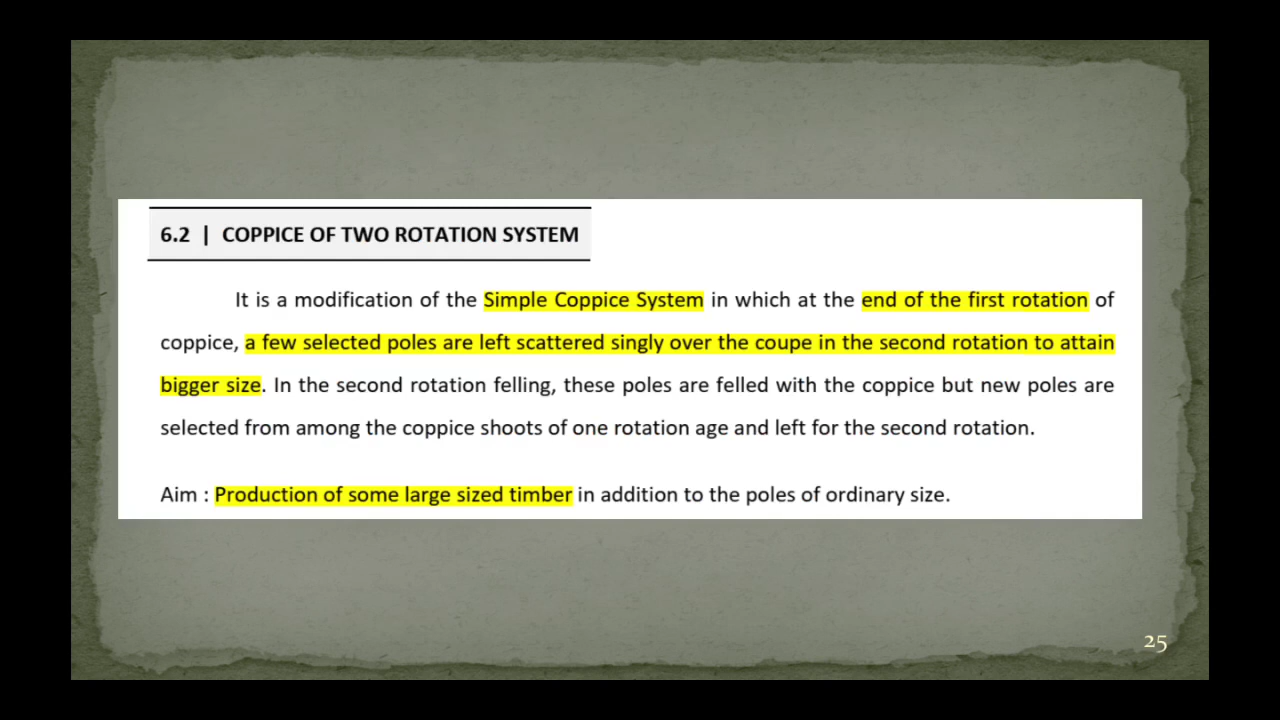 6.2 | COPPICE OF TWO ROTATION SYSTEM
It is a modification of the Simple Coppice System in which at the end of the first rotation of
coppice, a few selected poles are left scattered singly over the coupe in the second rotation to attain
bigger size. In the second rotation felling, these poles are felled with the coppice but new poles are
selected from among the coppice shoots of one rotation age and left for the second rotation.
Aim : Production of some large sized timber in addition to the poles of ordinary size.
25